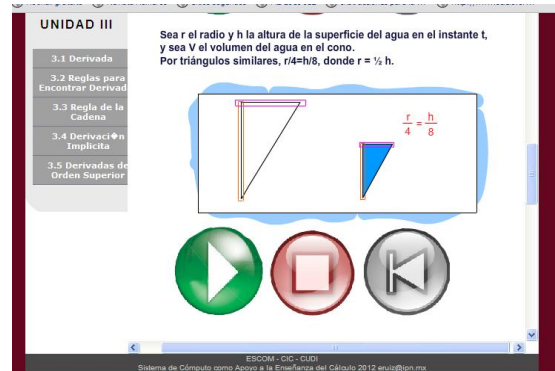 UNIDAD III
3.1 Derivada
3.2 Reglas para
Encontrar Derivad
3.3 Regla de la
Cadena
3.4 Derivaci�n
Implicita
3.5 Derivadas de
Orden Superior
Sea r el radio y h la altura de la superficie del agua en el instante t,
y sea V el volumen del agua en el cono.
Por triángulos similares, r/4=h/8, donde r = ½ h.
r/4 = h/8
ESCOM - CIC - CUDI
Sistema de Cómputo como Apoyo a la Enseñanza del Cálculo 2012 eruiz@ipn.mx